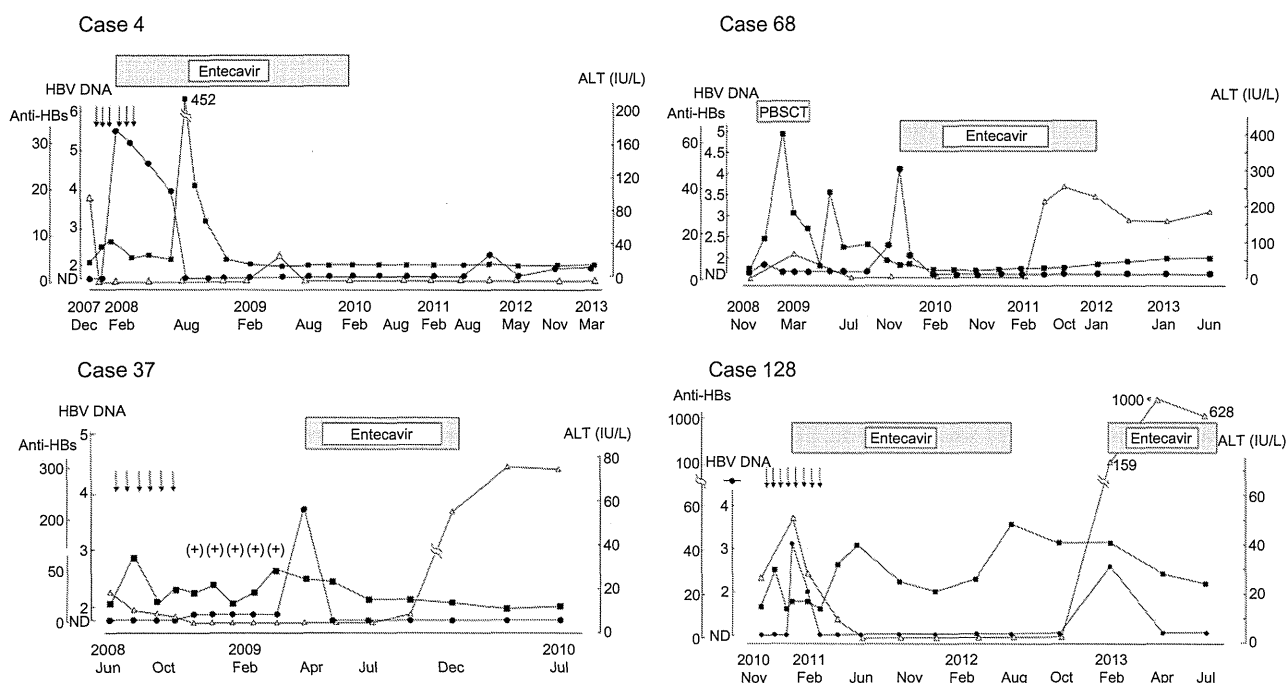 Case 4
Entecavir
HBV DNA
Anti-HBs
ALT (IU/L)
452
6
5
4
3
2
ND
30
20
10
0
200
160
120
80
40
0
2007 2008 2009 2010 2011 2012 2013
Dec Feb Aug Feb Aug Feb Aug Feb Aug May Nov Mar
Case 68
HBV DNA
Anti-HBs
PBSCT
Entecavir
ALT (IU/L)
60
40
20
0
5
4.5
4
3.5
3
2.5
2
ND
400
300
200
100
0
2008 2009 2010 2011 2012 2013
Nov Mar Jul Nov Feb Nov Feb Oct Jan Jan Jun
Case 37
HBV DNA
Anti-HBs
Entecavir
ALT (IU/L)
300
200
50
0
5
4
3
2
ND
(+) (+) (+) (+) (+)
80
60
40
20
0
2008 2009 2010
Jun Oct Feb Apr Jul Dec Jul
Case 128
Anti-HBs
1000
100
60
40
20
0
HBV DNA
4
3
2
ND
Entecavir
1000
628
Entecavir
159
ALT (IU/L)
60
40
20
0
2010 2011 2012 2013
Nov Feb Aug Feb Aug Feb Apr Jul